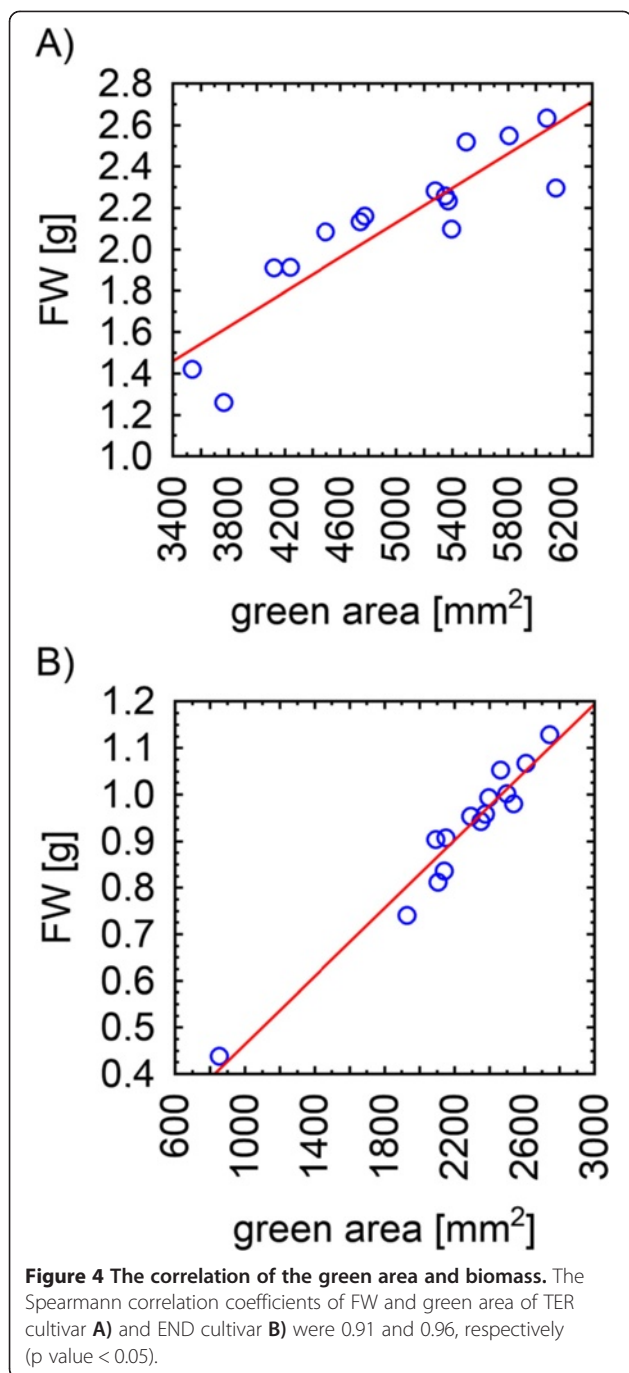 A)
2.8
2.6
2.4
2.2
2.0
1.8
1.6
1.4
1.2
1.0
FW [g]
3400 3800 4200 4600 5000 5400 5800 6200
green area [mm²]
B)
1.2
1.1
1.0
0.9
0.8
0.7
0.6
0.5
0.4
FW [g]
600 1000 1400 1800 2200 2600 3000
green area [mm²]
Figure 4 The correlation of the green area and biomass. The
Spearmann correlation coefficients of FW and green area of TER
cultivar A) and END cultivar B) were 0.91 and 0.96, respectively
(p value < 0.05).